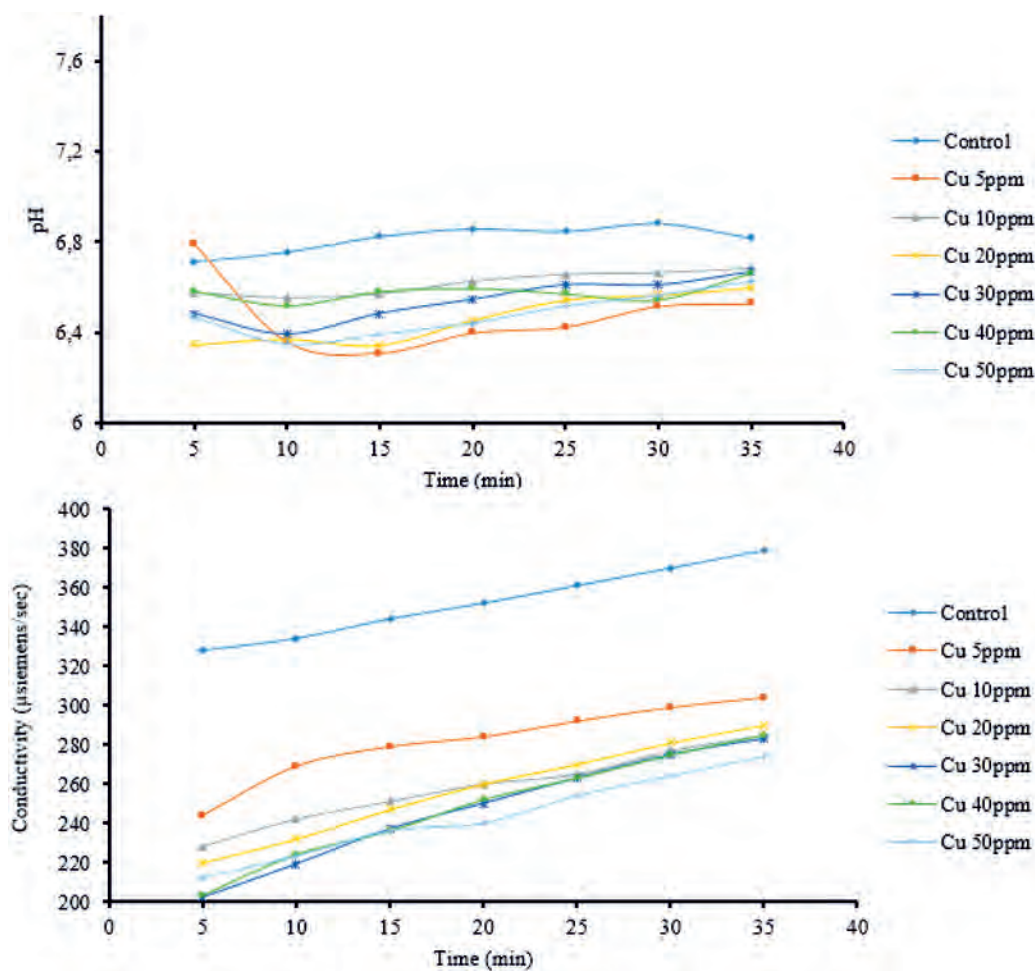 7,6
7,2
6,8
6,4
6
pH
0 5 10 15 20 25 30 35 40
Time (min)
Control
Cu 5ppm
Cu 10ppm
Cu 20ppm
Cu 30ppm
Cu 40ppm
Cu 50ppm
400
380
360
340
320
300
280
260
240
220
200
Conductivity (µsiemens/sec)
0 5 10 15 20 25 30 35 40
Time (min)
Control
Cu 5ppm
Cu 10ppm
Cu 20ppm
Cu 30ppm
Cu 40ppm
Cu 50ppm